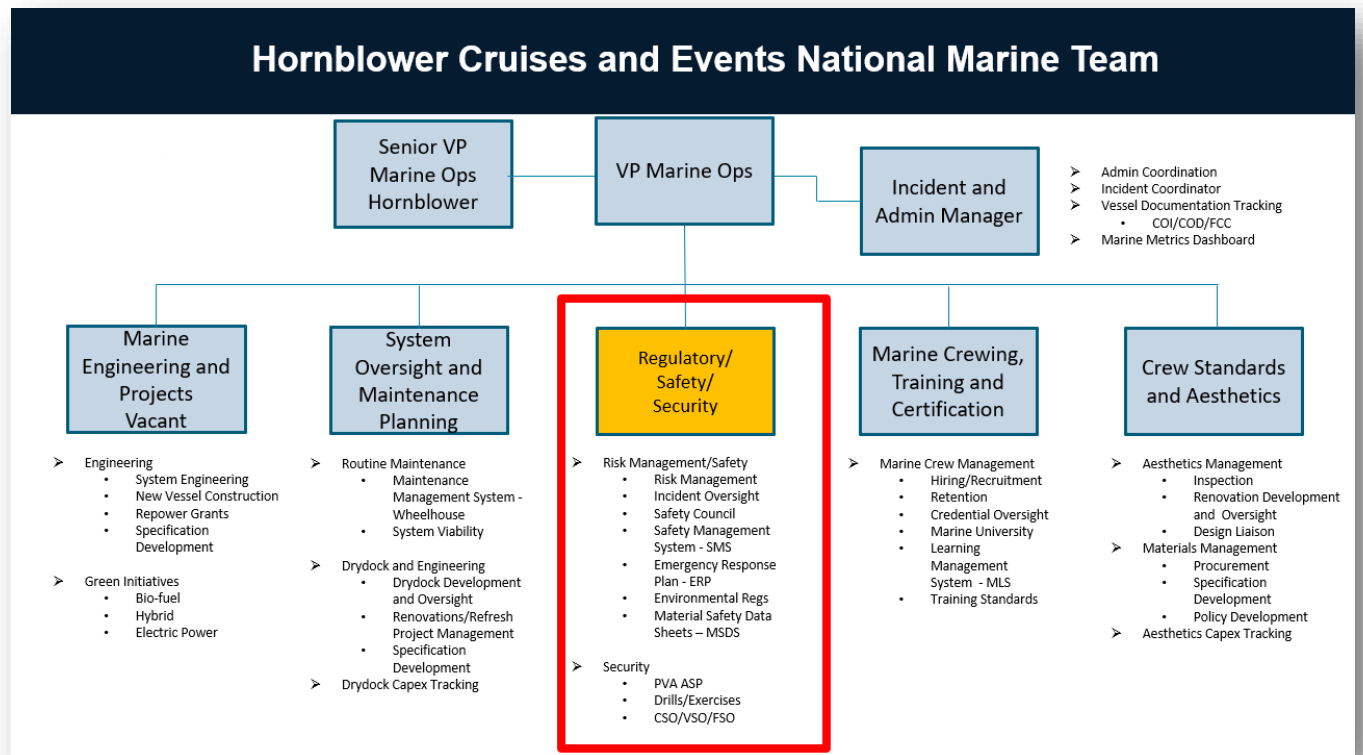 Hornblower Cruises and Events National Marine Team
Senior VP
Marine Ops
Hornblower
VP Marine Ops
Incident and
Admin Manager
➢ Admin Coordination
➢ Incident Coordinator
➢ Vessel Documentation Tracking
• COI/COD/FCC
➢ Marine Metrics Dashboard
Marine
Engineering and
Projects
Vacant
➢ Engineering
• System Engineering
• New Vessel Construction
• Repower Grants
• Specification
Development
➢ Green Initiatives
• Bio-fuel
• Hybrid
• Electric Power
System
Oversight and
Maintenance
Planning
➢ Routine Maintenance
• Maintenance
Management System -
Wheelhouse
• System Viability
➢ Drydock and Engineering
• Drydock Development
and Oversight
• Renovations/Refresh
Project Management
• Specification
Development
➢ Drydock Capex Tracking
Regulatory/
Safety/
Security
➢ Risk Management/Safety
• Risk Management
• Incident Oversight
• Safety Council
• Safety Management
System - SMS
• Emergency Response
Plan - ERP
• Environmental Regs
• Material Safety Data
Sheets – MSDS
➢ Security
• PVA ASP
• Drills/Exercises
• CSO/VSO/FSO
Marine Crewing,
Training and
Certification
➢ Marine Crew Management
• Hiring/Recruitment
• Retention
• Credential Oversight
• Marine University
• Learning
Management
System - MLS
• Training Standards
Crew Standards
and Aesthetics
➢ Aesthetics Management
• Inspection
• Renovation Development
and Oversight
• Design Liaison
➢ Materials Management
• Procurement
• Specification
Development
• Policy Development
➢ Aesthetics Capex Tracking